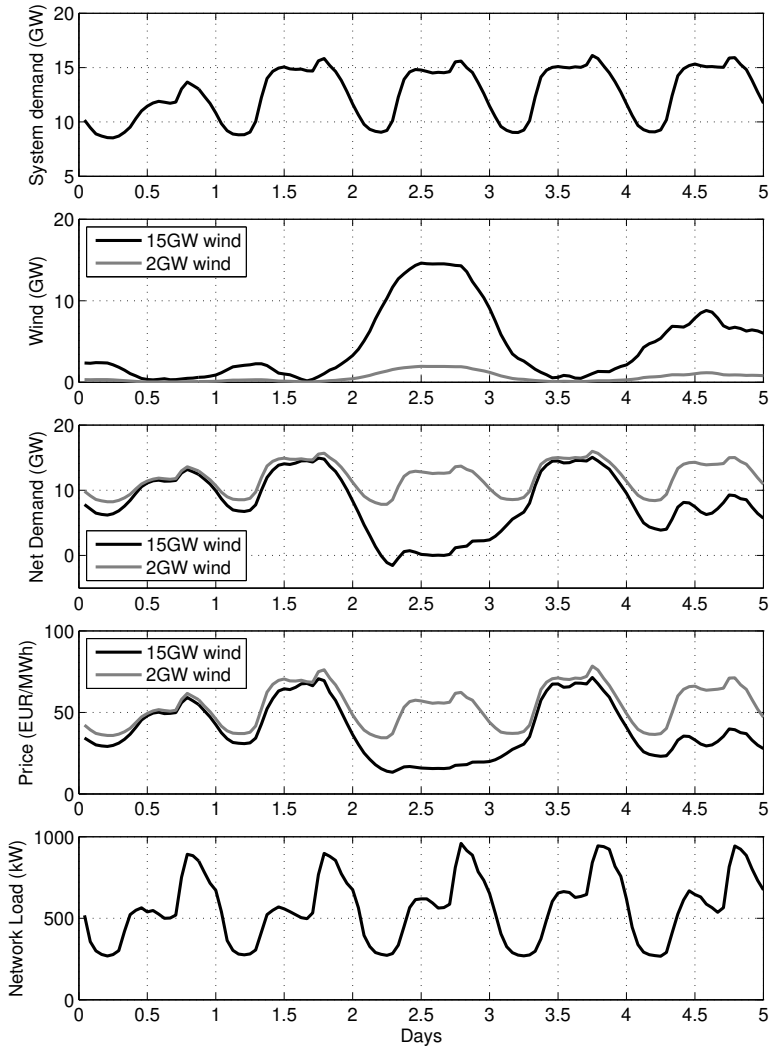 System demand (GW)
20
15
10
5
0 0.5 1 1.5 2 2.5 3 3.5 4 4.5 5
Wind (GW)
20
10
0
15GW wind
2GW wind
0 0.5 1 1.5 2 2.5 3 3.5 4 4.5 5
Net Demand (GW)
20
10
0
15GW wind
2GW wind
0 0.5 1 1.5 2 2.5 3 3.5 4 4.5 5
Price (EUR/MWh)
100
50
0
15GW wind
2GW wind
0 0.5 1 1.5 2 2.5 3 3.5 4 4.5 5
Network Load (kW)
1000
500
0
0 0.5 1 1.5 2 2.5 3 3.5 4 4.5 5
Days